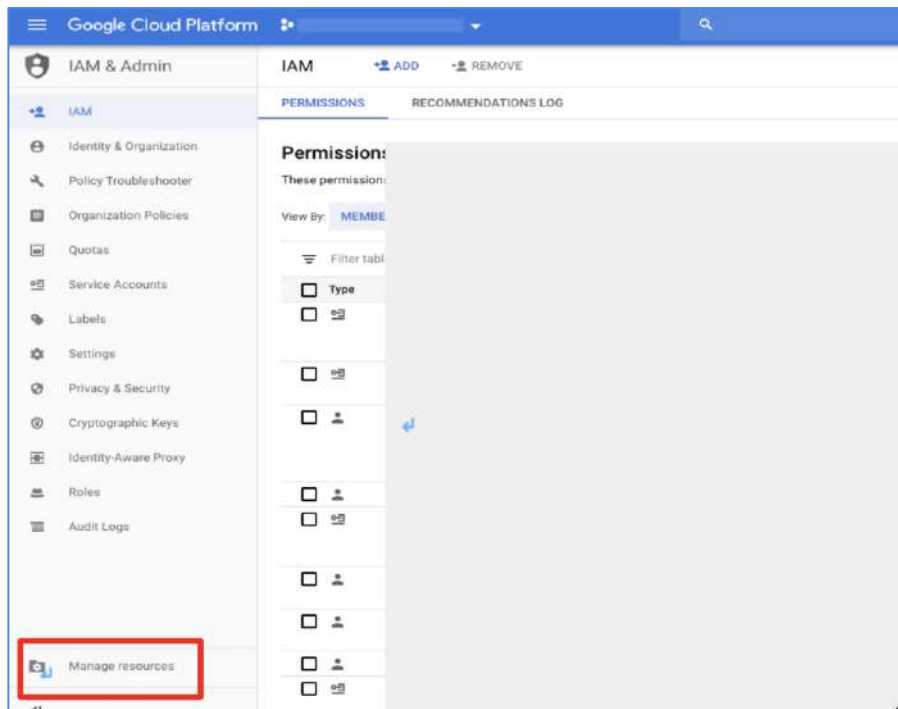 Google Cloud Platform
IAM & Admin
IAM
ADD
REMOVE
PERMISSIONS
RECOMMENDATIONS LOG
IAM
Identity & Organization
Policy Troubleshooter
Organization Policies
Quotas
Service Accounts
Labels
Settings
Privacy & Security
Cryptographic Keys
Identity-Aware Proxy
Roles
Audit Logs
Manage resources
Permissions
These permissions
View By: MEMBE
Filter tabl
Type